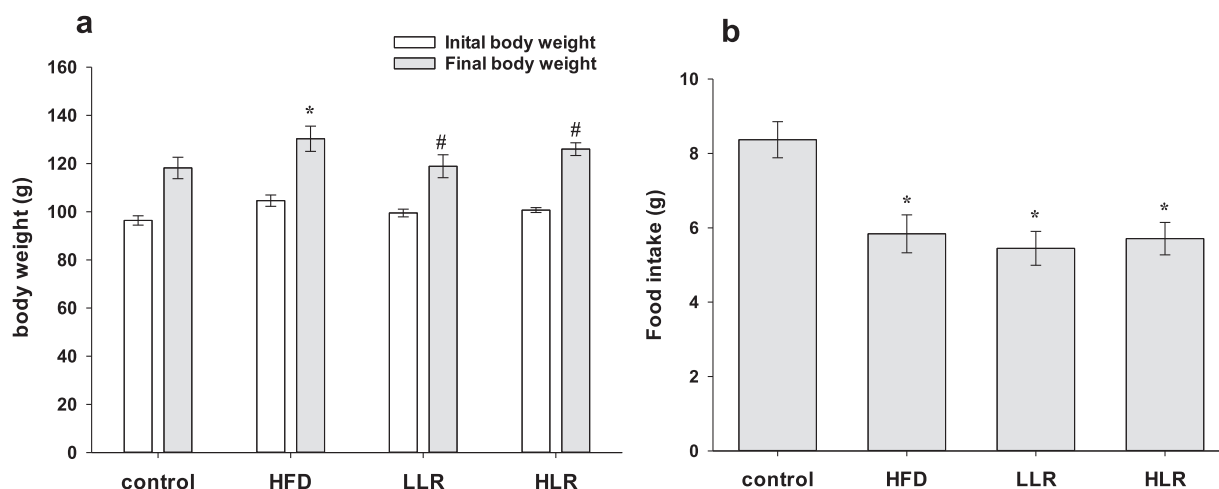 a
Inital body weight
Final body weight
body weight (g)
160
140
120
100
80
60
40
20
0
*
#
#
control HFD LLR HLR
b
Food intake (g)
10
8
6
4
2
0
*
*
*
control HFD LLR HLR